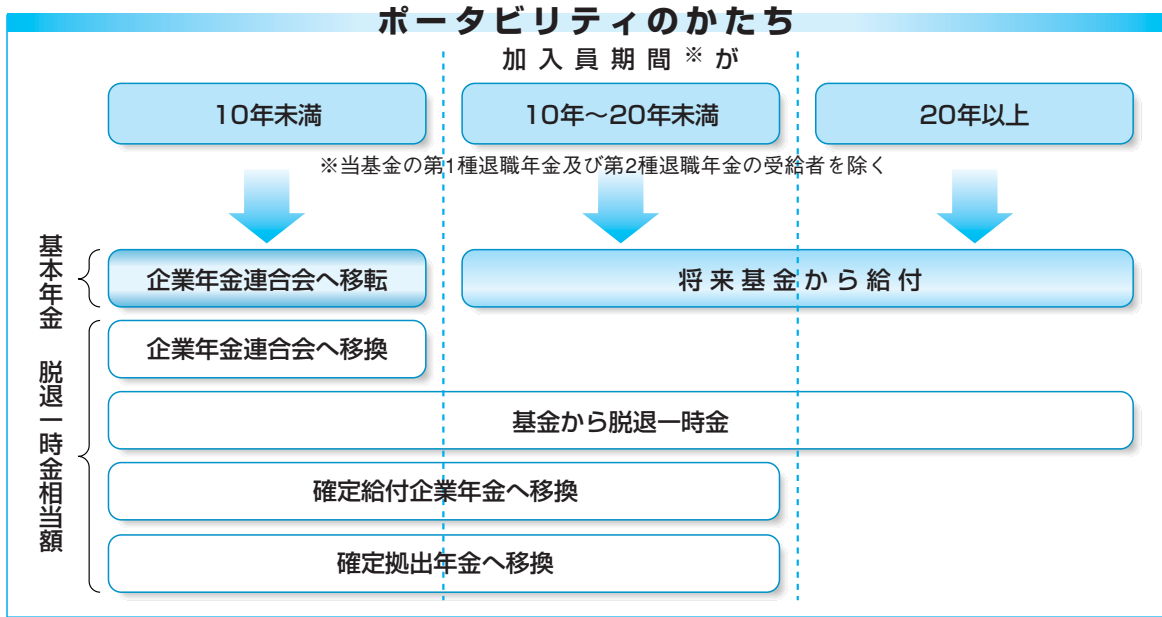 ポータビリティのかたち
加入員期間※が
10年未満
10年～20年未満
20年以上
※当基金の第1種退職年金及び第2種退職年金の受給者を除く
基本年金
企業年金連合会へ移転
将来基金から給付
脱退一時金相当額
企業年金連合会へ移換
基金から脱退一時金
確定給付企業年金へ移換
確定拠出年金へ移換